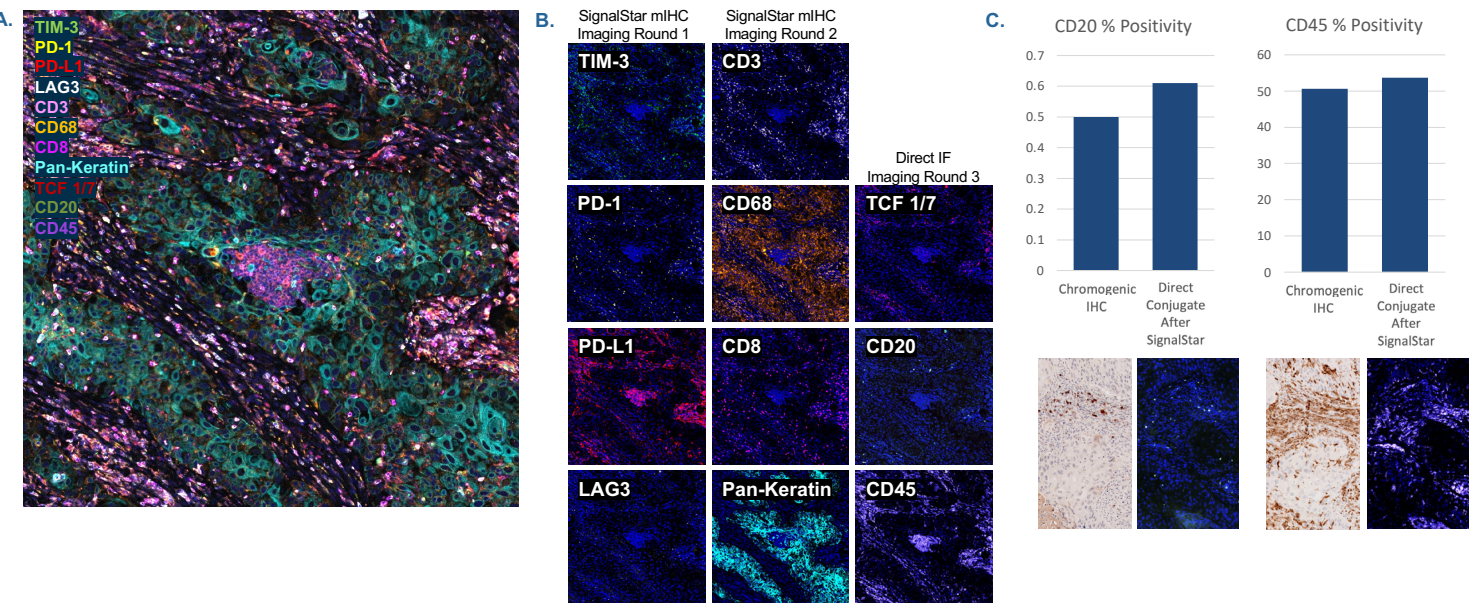 A.
TIM-3
PD-1
PD-L1
LAG3
CD3
CD68
CD8
Pan-Keratin
TCF 1/7
CD20
CD45
B.
SignalStar mIHC
Imaging Round 1
SignalStar mIHC
Imaging Round 2
Direct IF
Imaging Round 3
TIM-3
CD3
PD-1
CD68
TCF 1/7
PD-L1
CD8
CD20
LAG3
Pan-Keratin
CD45
C.
CD20 % Positivity
0.7
0.6
0.5
0.4
0.3
0.2
0.1
0
Chromogenic
IHC
Direct
Conjugate
After
SignalStar
CD45 % Positivity
60
50
40
30
20
10
0
Chromogenic
IHC
Direct
Conjugate
After
SignalStar